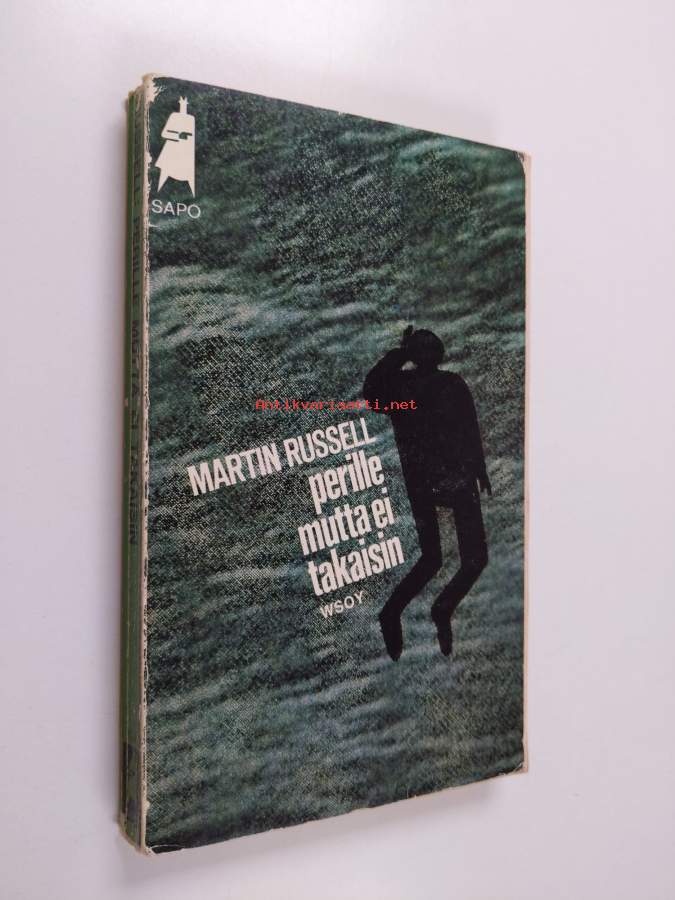 SAPO
Antikvariaatti.net
MARTIN RUSSELL
perille
mutta ei
takaisin
WSOY
PERILLE MUTTA EI TAKAISIN